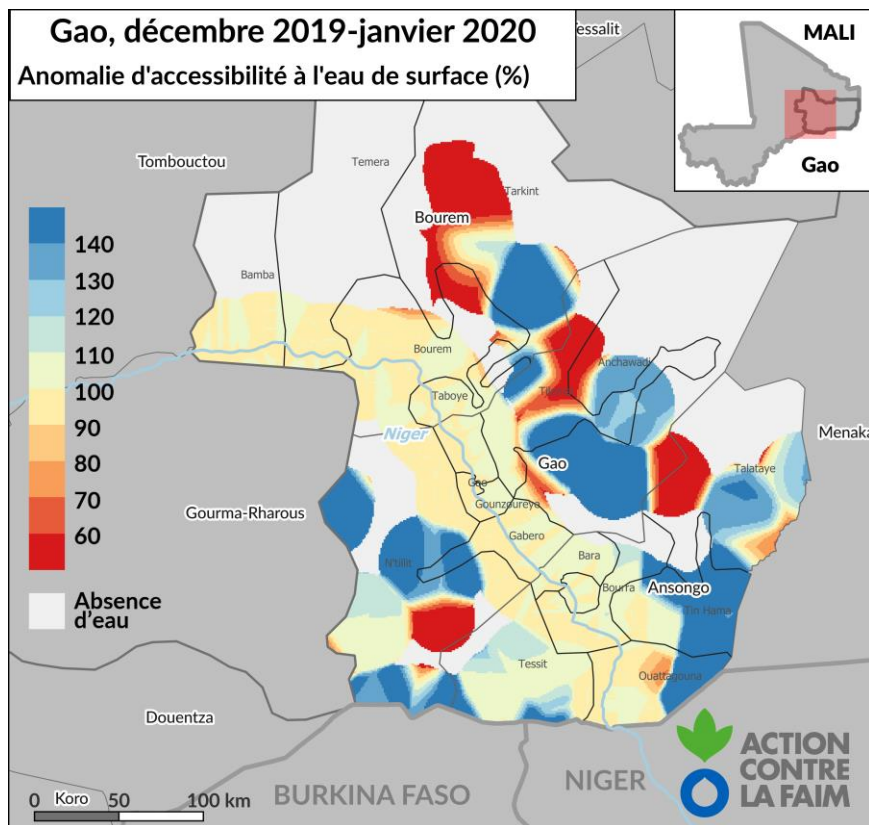 Gao, décembre 2019-janvier 2020
Anomalie d'accessibilité à l'eau de surface (%)
essalit
MALI
Gao
Tombouctou
Temera
Tarkint
Bourem
140
130
120
110
100
90
80
70
60
Absence
d'eau
Bamba
Bourem
Anchawadi
Taboye
Niger
Menaka
Gao
Talataye
Gao
Gounzoureye
Gourma-Rharous
Gabero
N'tillit
Bara
Bourra
Ansongo
Tin Hama
Tessit
Ouattagouna
Douentza
ACTION
CONTRE
LA FAIM
NIGER
BURKINA FASO
0 Koro 50 100 km